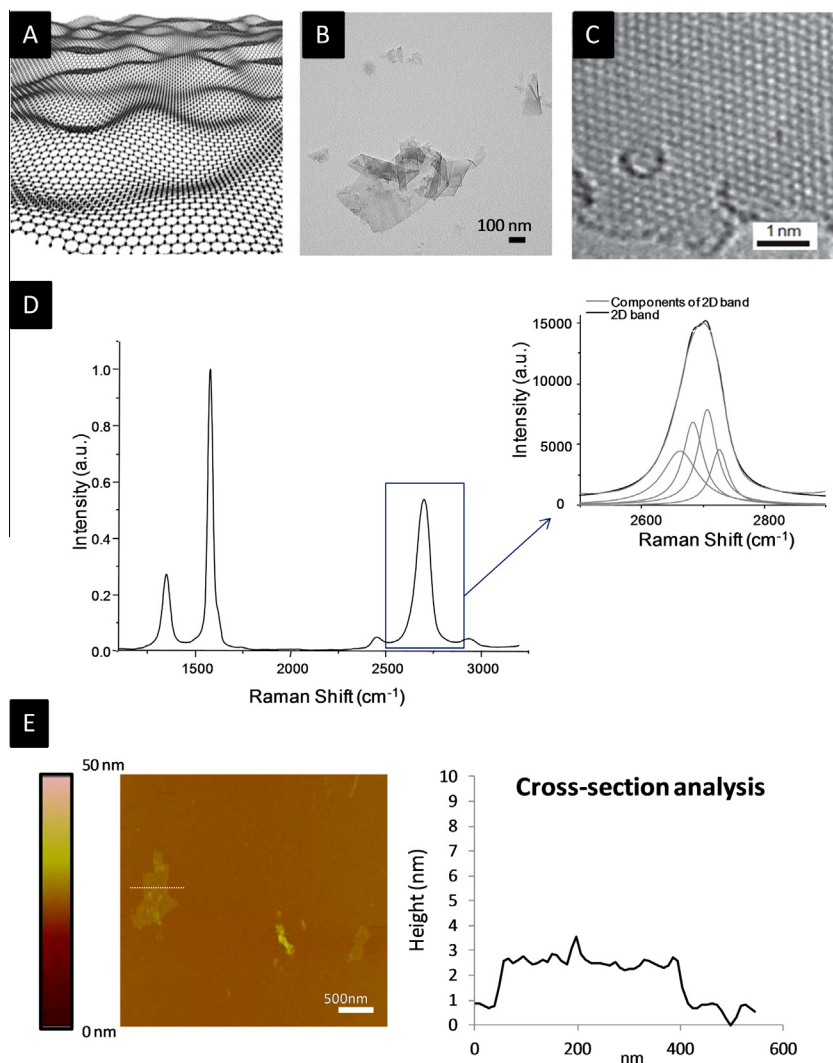 A
B
C
100 nm
1 nm
D
Components of 2D band
2D band
1.0
0.8
0.6
0.4
0.2
0.0
Intensity (a.u.)
1500
2000
2500
3000
Raman Shift (cm-1)
15000
10000
5000
0
Intensity (a.u.)
2600
2800
Raman Shift (cm-1)
E
50 nm
0 nm
500nm
Cross-section analysis
10
9
8
7
6
5
4
3
2
1
0
Height (nm)
0
200
400
600
nm